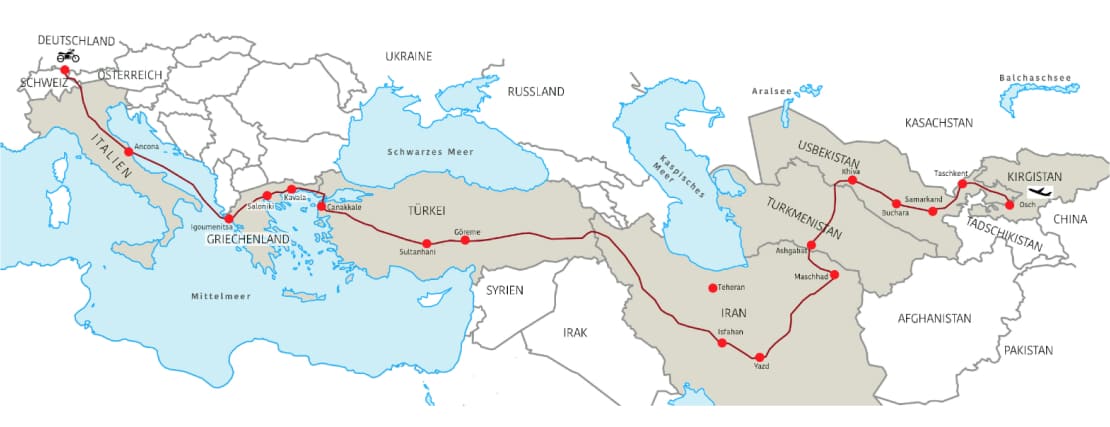 DEUTSCHLAND
SCHWEIZ
ÖSTERREICH
UKRAINE
RUSSLAND
Aralsee
Balchaschsee
KASACHSTAN
ITALIEN
Ancona
Schwarzes Meer
Kaspisches
Meer
USBEKISTAN
Khiva
Taschkent
KIRGISTAN
Samarkand
Buchara
Osch
CHINA
Igoumenitsa
Saloniki
Kavala
Canakkale
GRIECHENLAND
TÜRKEI
Göreme
Sultanhani
TURKMENISTAN
TADSCHIKISTAN
Ashgabat
Maschhad
Mittelmeer
SYRIEN
IRAK
Teheran
IRAN
Isfahan
Yazd
AFGHANISTAN
PAKISTAN